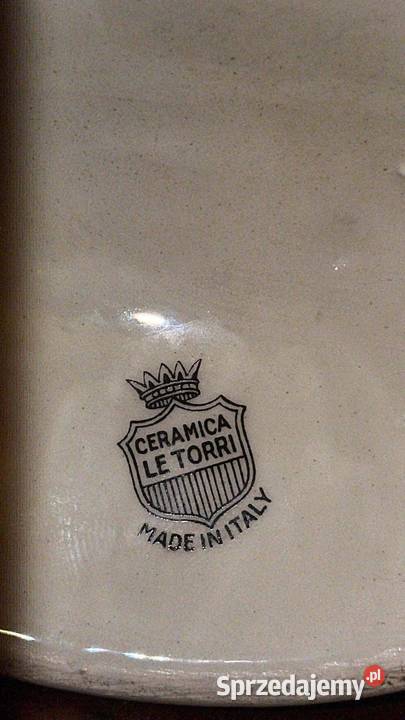 CERAMICA
LE TORRI
MADE IN ITALY
Sprzedajemy.pl